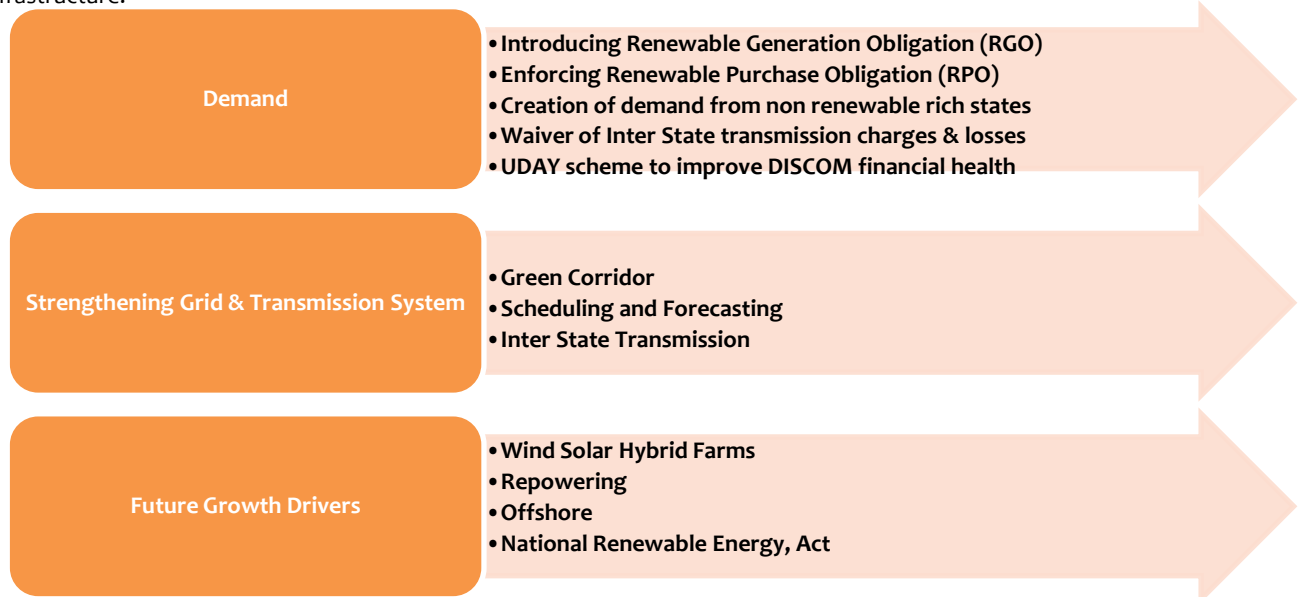 frastructure.
Demand
•Introducing Renewable Generation Obligation (RGO)
•Enforcing Renewable Purchase Obligation (RPO)
•Creation of demand from non renewable rich states
•Waiver of Inter State transmission charges & losses
•UDAY scheme to improve DISCOM financial health
Strengthening Grid & Transmission System
•Green Corridor
•Scheduling and Forecasting
•Inter State Transmission
Future Growth Drivers
•Wind Solar Hybrid Farms
•Repowering
•Offshore
•National Renewable Energy, Act